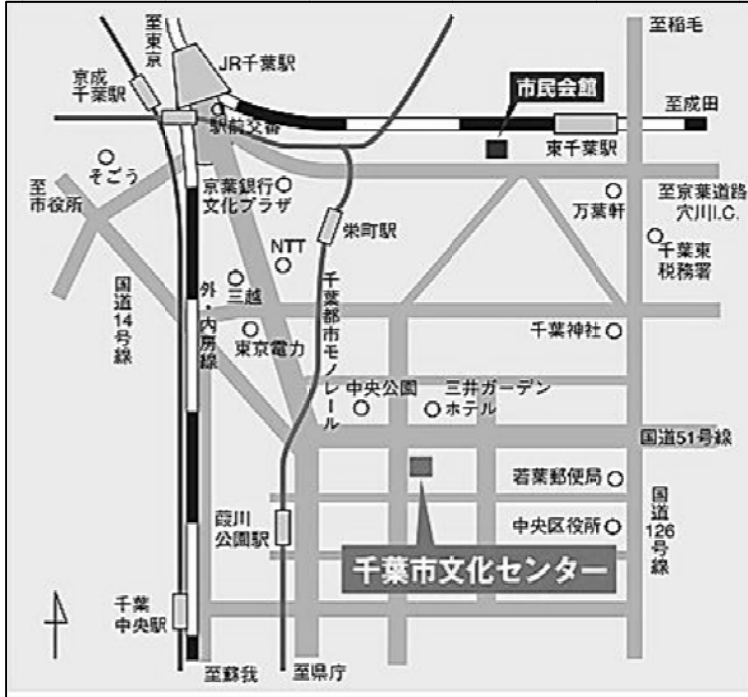 至東京
至稲毛
京成
千葉駅
JR千葉駅
市民会館
至成田
駅前交番
東千葉駅
そごう
至
市役所
京葉銀行
文化プラザ
栄町駅
万葉軒
至京葉道路
穴川I.C.
千葉東
税務署
NTT
三越
国道14号線
外・内房線
千葉都市モノレール
東京電力
千葉神社
中央公園
三井ガーデン
ホテル
国道51号線
若葉郵便局
葭川
公園駅
中央区役所
国道126号線
千葉市文化センター
千葉
中央駅
至蘇我
至県庁